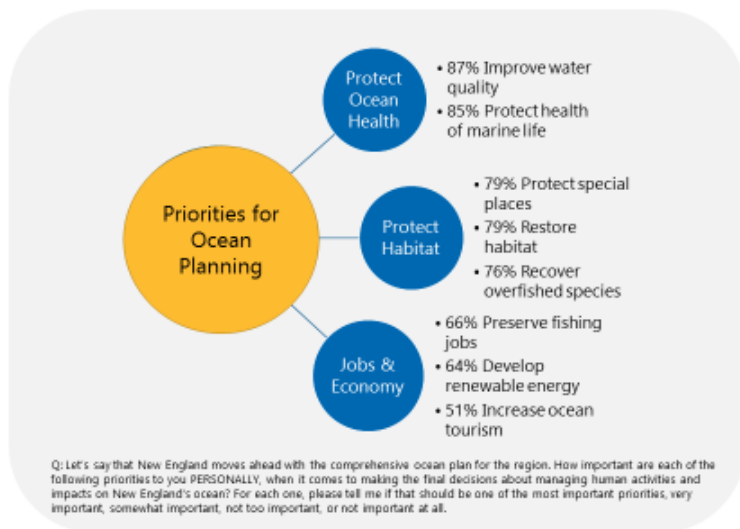 Priorities for
Ocean
Planning
Protect
Ocean
Health
• 87% Improve water
quality
• 85% Protect health
of marine life
Protect
Habitat
• 79% Protect special
places
• 79% Restore
habitat
• 76% Recover
overfished species
Jobs &
Economy
• 66% Preserve fishing
jobs
• 64% Develop
renewable energy
• 51% Increase ocean
tourism
Q: Let's say that New England moves ahead with the comprehensive ocean plan for the region. How important are each of the
following priorities to you PERSONALLY, when it comes to making the final decisions about managing human activities and
impacts on New England's ocean? For each one, please tell me if that should be one of the most important priorities, very
important, somewhat important, not too important, or not important at all.